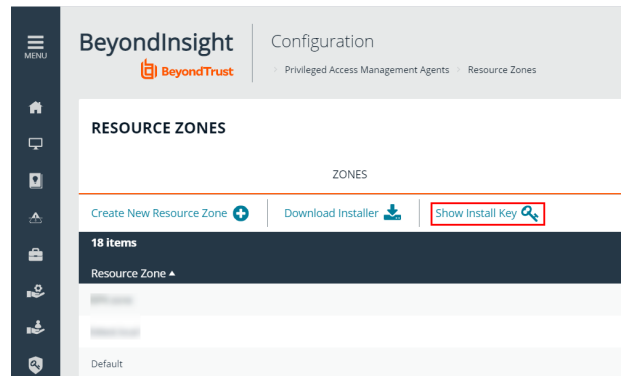 MENU
BeyondInsight
BeyondTrust
Configuration
Privileged Access Management Agents > Resource Zones
RESOURCE ZONES
ZONES
Create New Resource Zone
Download Installer
Show Install Key
18 items
Resource Zone
Default